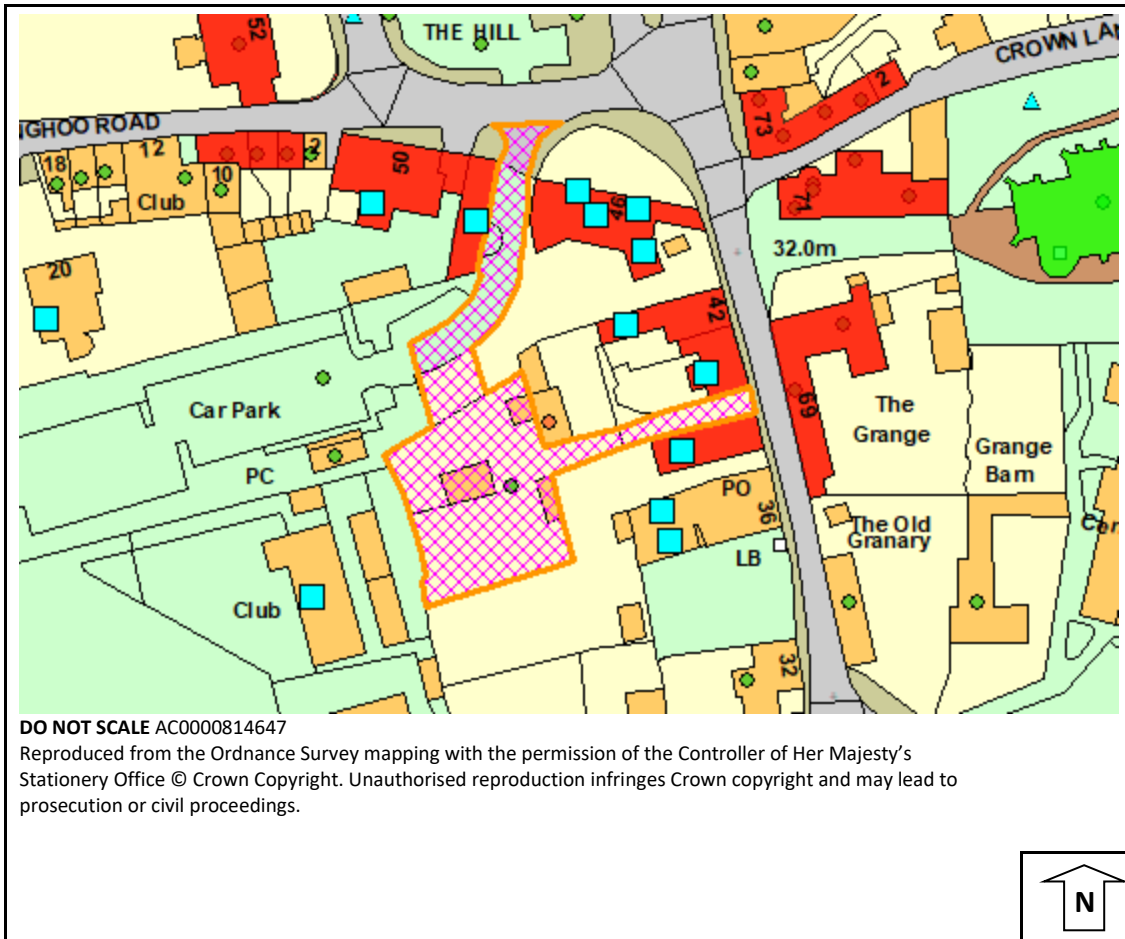 52
THE HILL
CROWN LA
NGHOO ROAD
2
73
18
12
10
2
50
Club
46
71
32.0m
20
42
69
The
Grange
Car Park
Grange
Barn
PC
PO
36
The Old
Granary
Cen
LB
Club
32
DO NOT SCALE AC0000814647
Reproduced from the Ordnance Survey mapping with the permission of the Controller of Her Majesty's
Stationery Office © Crown Copyright. Unauthorised reproduction infringes Crown copyright and may lead to
prosecution or civil proceedings.
N